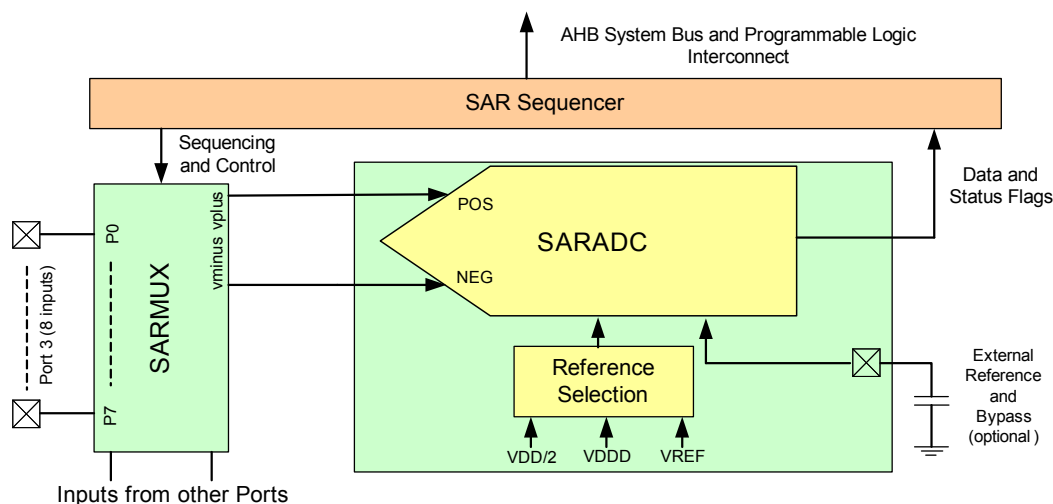 AHB System Bus and Programmable Logic
Interconnect
SAR Sequencer
Sequencing
and Control
Data and
Status Flags
vminus vplus
POS
NEG
SARADC
P0
P7
Port 3 (8 inputs)
SARMUX
Reference
Selection
VDD/2
VDDD
VREF
External
Reference
and
Bypass
(optional )
Inputs from other Ports